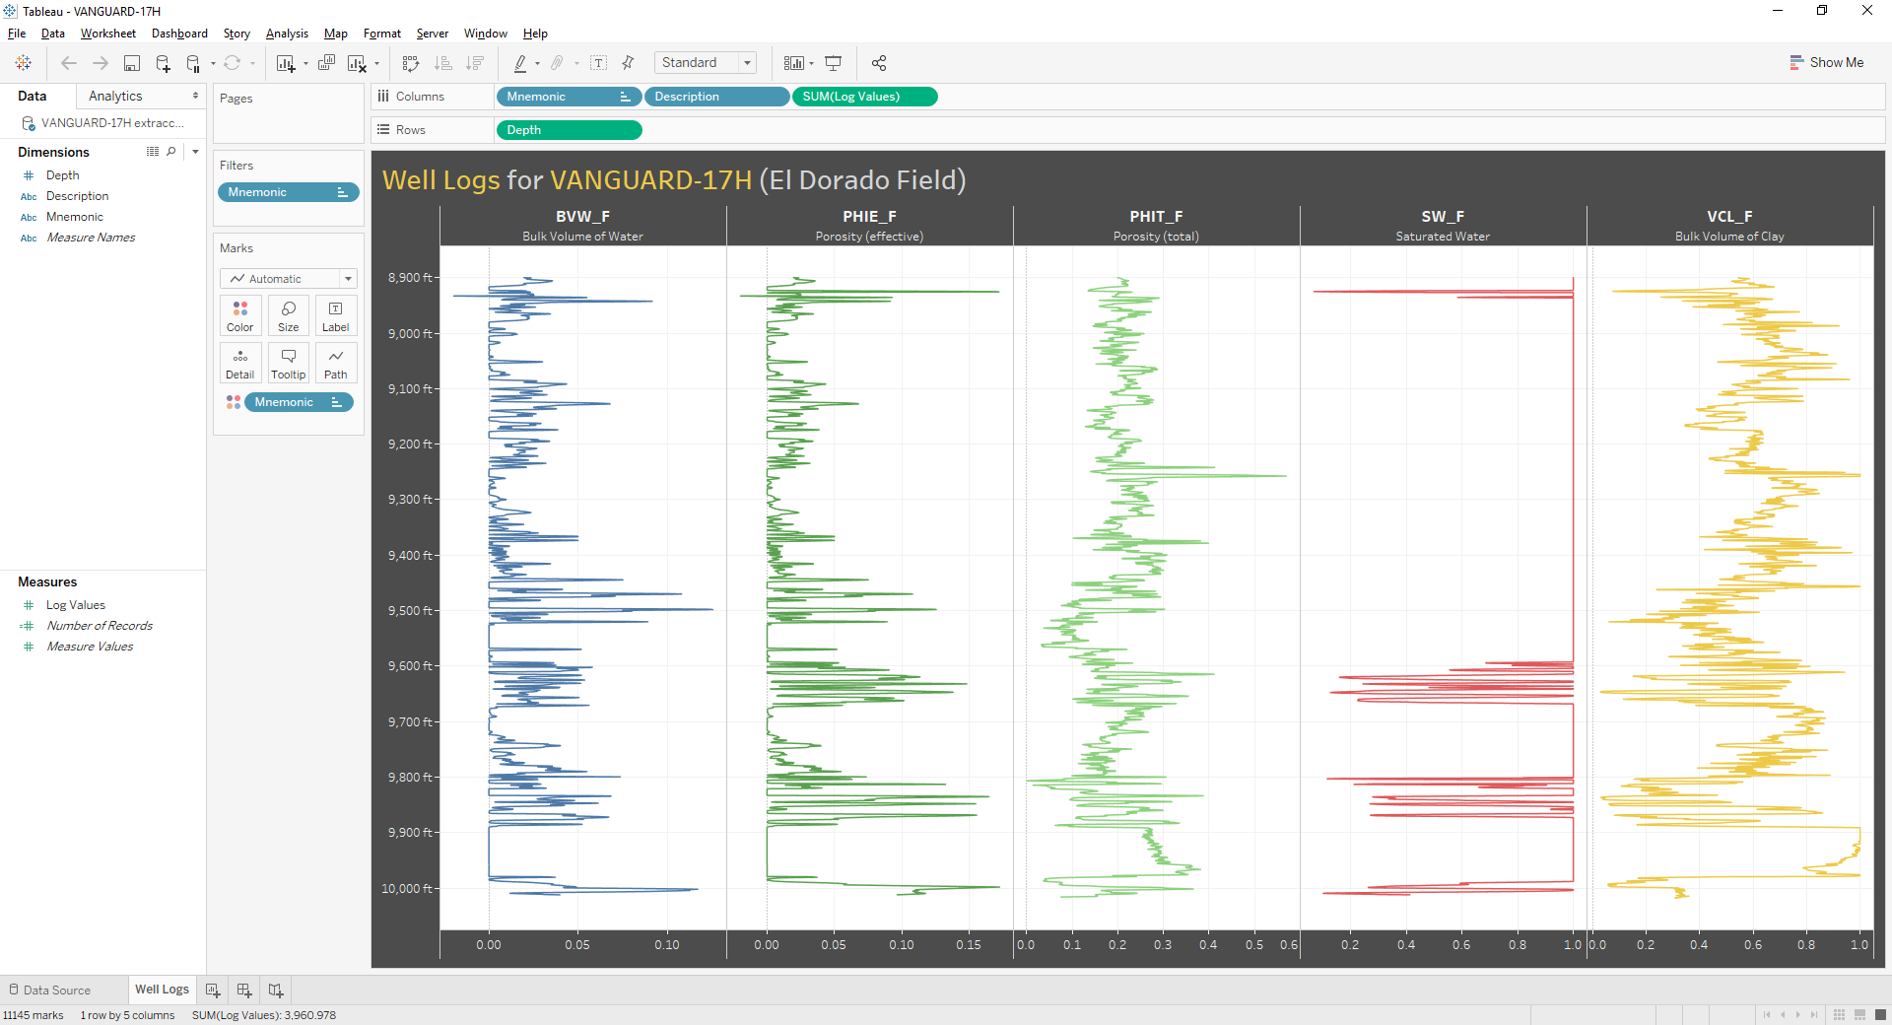 Tableau - VANGUARD-17H
File Data Worksheet Dashboard Story Analysis Map Format Server Window Help
Standard
Show Me
Data Analytics
VANGUARD-17H extracc...
Dimensions
Depth
Abc Description
Abc Mnemonic
Abc Measure Names
Measures
Log Values
Number of Records
Measure Values
Pages
Filters
Mnemonic
Marks
Automatic
Color Size Label
Detail Tooltip Path
Mnemonic
Columns Mnemonic Description SUM(Log Values)
Rows Depth
Well Logs for VANGUARD-17H (El Dorado Field)
BVW_F PHIE_F PHIT_F SW_F VCL_F
Bulk Volume of Water Porosity (effective) Porosity (total) Saturated Water Bulk Volume of Clay
8,900 ft
9,000 ft
9,100 ft
9,200 ft
9,300 ft
9,400 ft
9,500 ft
9,600 ft
9,700 ft
9,800 ft
9,900 ft
10,000 ft
0.00 0.05 0.10 0.00 0.05 0.10 0.15 0.0 0.1 0.2 0.3 0.4 0.5 0.6 0.2 0.4 0.6 0.8 1.0 0.0 0.2 0.4 0.6 0.8 1.0
Data Source Well Logs
11145 marks 1 row by 5 columns SUM(Log Values): 3,960.978